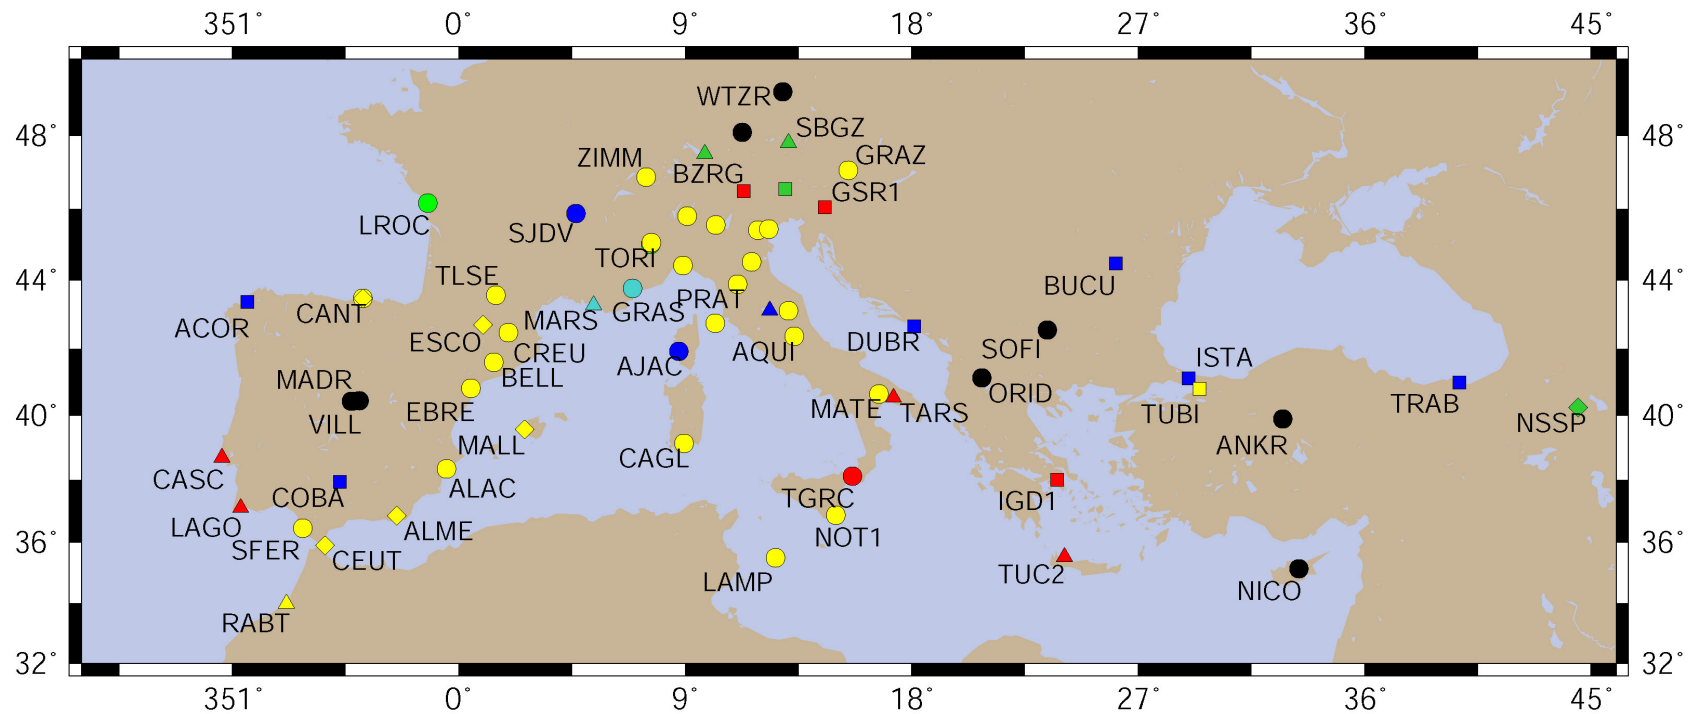 351° 0° 9° 18° 27° 36° 45°
WTZR
48° SBGZ 48°
ZIMM GRAZ
BZRG
GSR1
LROC SJDV
TORI
TLSE 44° 44°
BUCU
PRAT
GRAS
CANT MARS
ACOR
ESCO DUBR
CREU AQUI SOFI ISTA
AJAC
MADR BELL
ORID
EBRE MATE TARS TUBI TRAB
40° 40°
VILL NSSP
MALL ANKR
CAGL
CASC
ALAC
COBA TGRC IGD1
LAGO
ALME NOT1
SFER
36° 36°
CEUT
TUC2
LAMP
NICO
RABT
32° 32°
351° 0° 9° 18° 27° 36° 45°